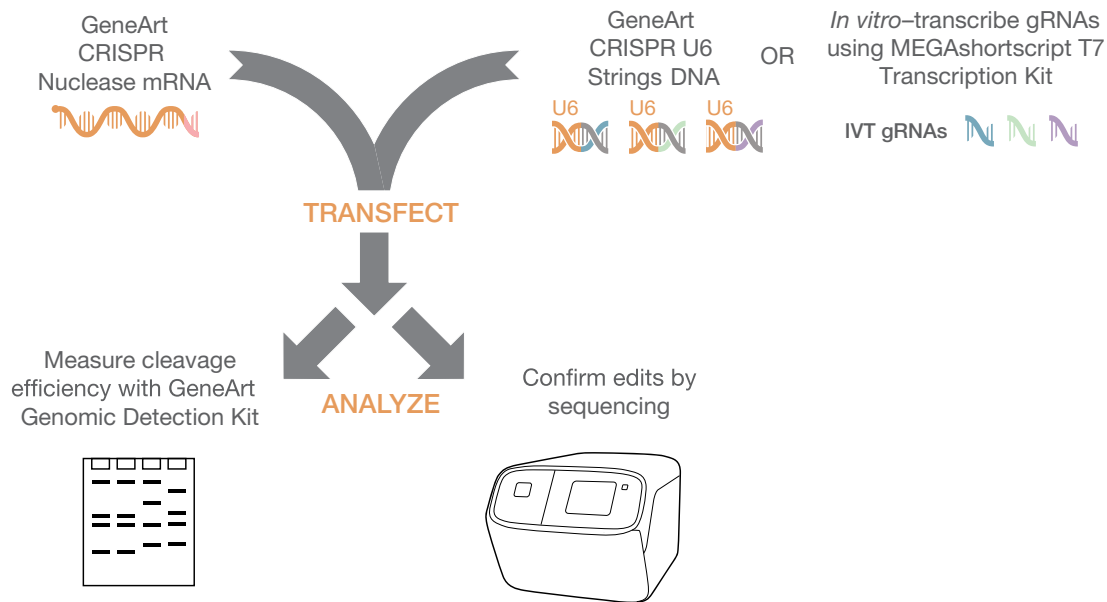 GeneArt
CRISPR
Nuclease mRNA
GeneArt
CRISPR U6
Strings DNA
U6
U6
U6
OR
In vitro–transcribe gRNAs
using MEGAshortscript T7
Transcription Kit
IVT gRNAs
TRANSFECT
Measure cleavage
efficiency with GeneArt
Genomic Detection Kit
ANALYZE
Confirm edits by
sequencing